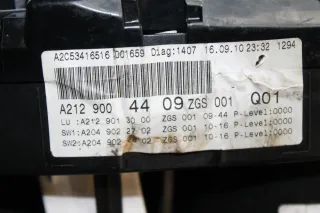 A2C53416516 001659 Diag:1407 16.09.10 23:32 1294
A212 900 44 09 ZGS 001 Q01
LU :A212 901 30 00 ZGS 001 09-44 P-Level:0000
SW1:A204 902 27 02 ZGS 001 10-16 P-Level:0000
SW2:A204 902 28 02 ZGS 001 10-16 P-Level:0000